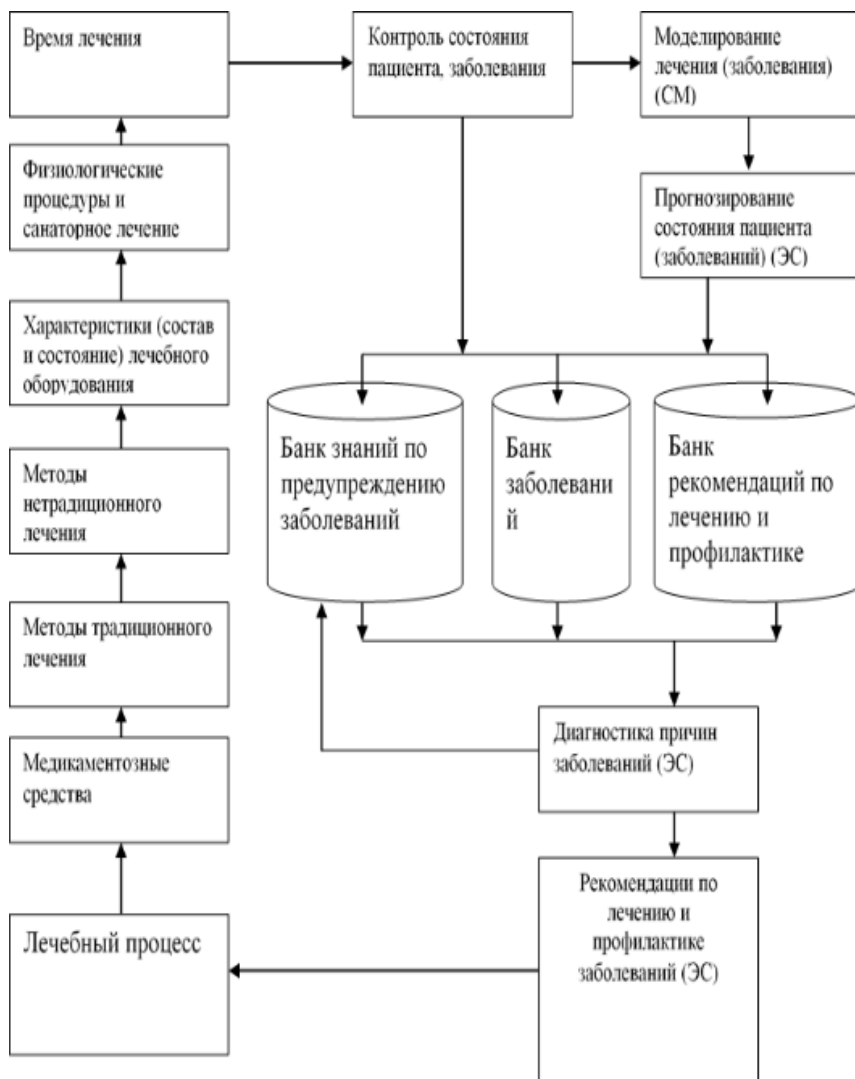 Время лечения
Контроль состояния
пациента, заболевания
Моделирование
лечения (заболевания)
(СМ)
Физиологические
процедуры и
санаторное лечение
Прогнозирование
состояния пациента
(заболеваний) (ЭС)
Характеристики (состав
и состояние) лечебного
оборудования
Банк знаний по
предупреждению
заболеваний
Банк
заболевани
й
Банк
рекомендаций по
лечению и
профилактике
Методы
нетрадиционного
лечения
Методы традиционного
лечения
Медикаментозные
средства
Диагностика причин
заболеваний (ЭС)
Лечебный процесс
Рекомендации по
лечению и
профилактике
заболеваний (ЭС)